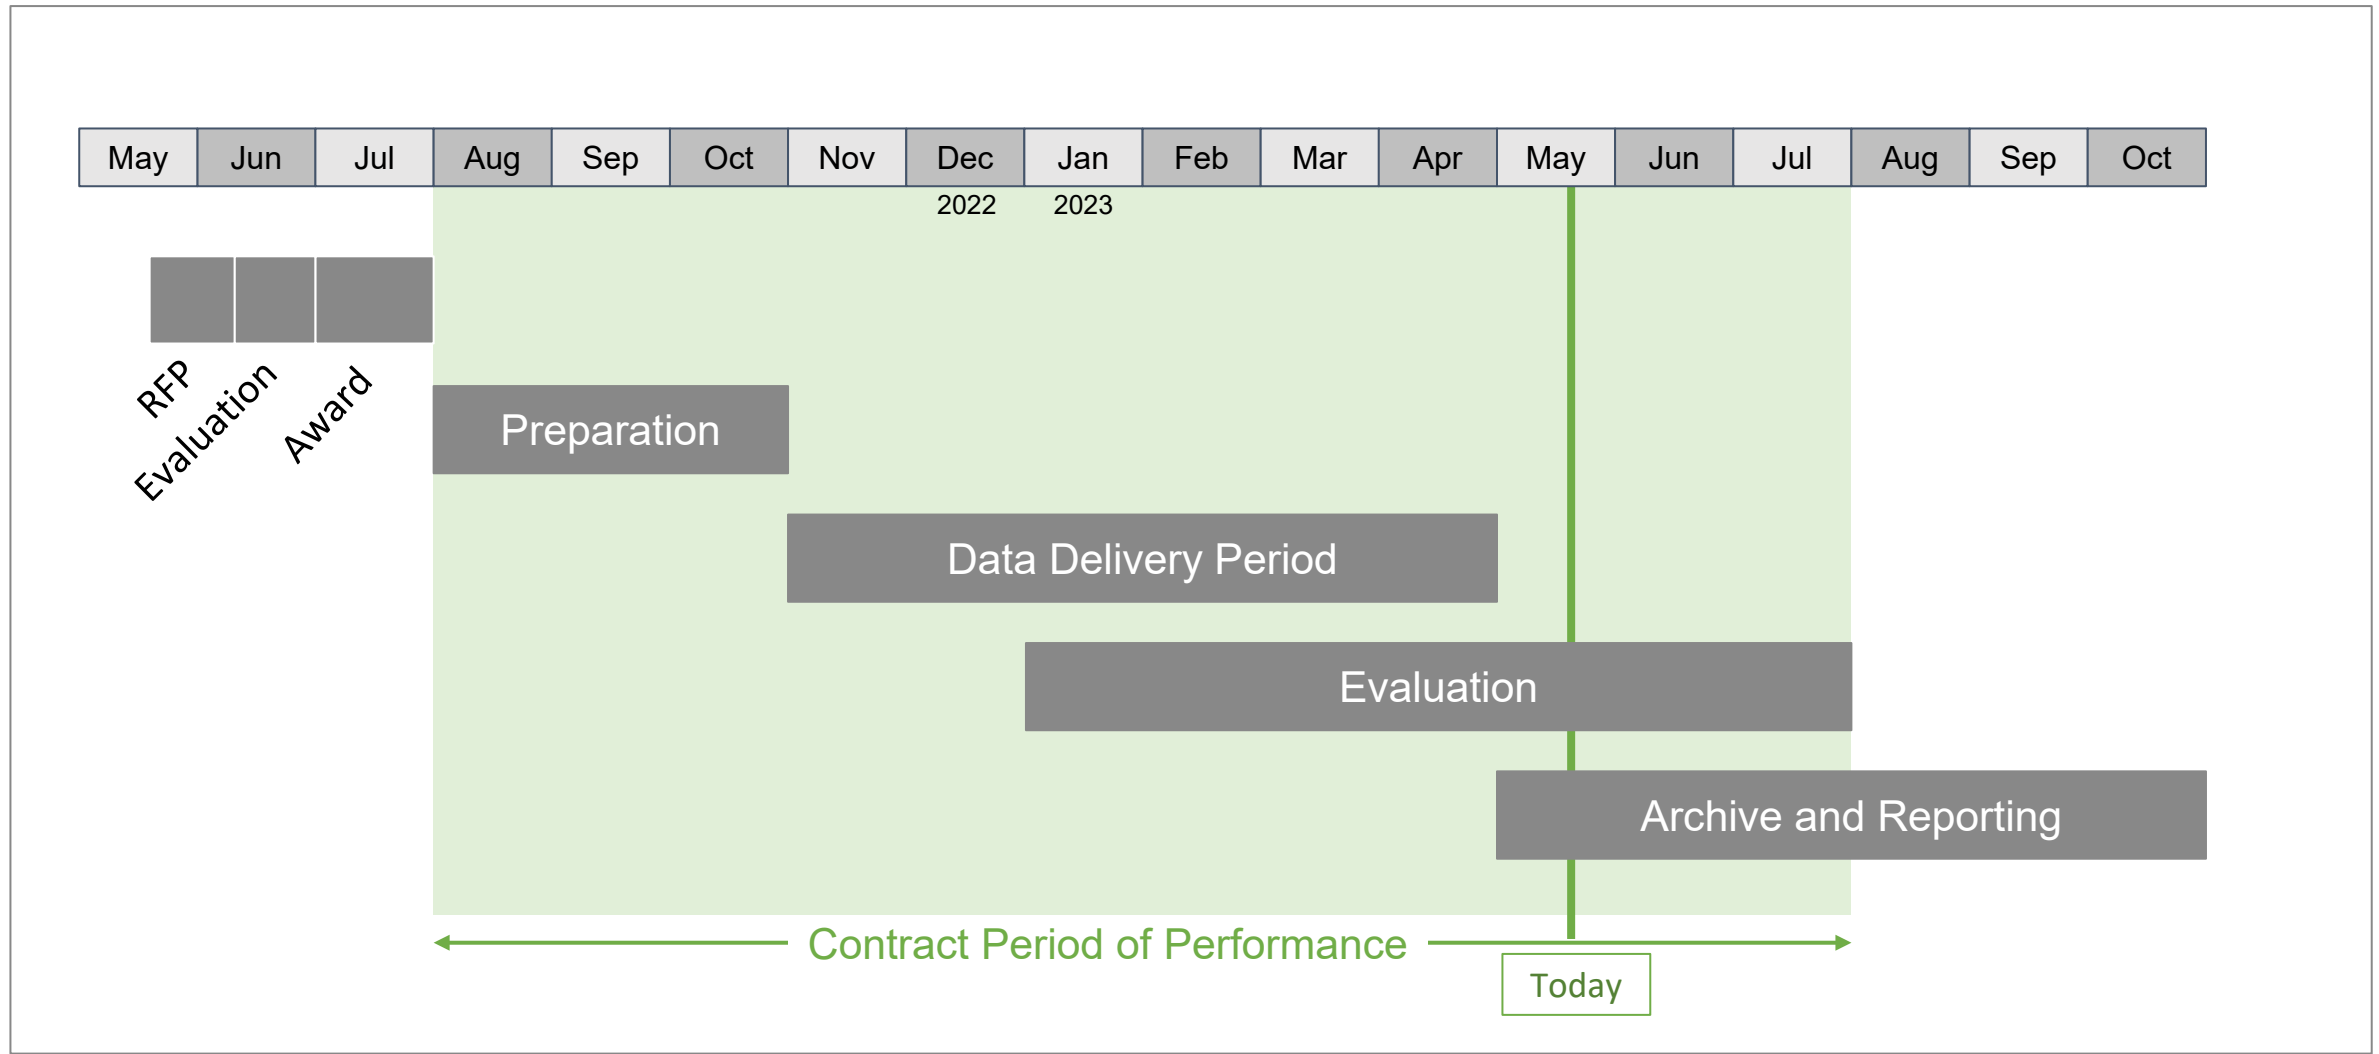 May Jun Jul Aug Sep Oct Nov Dec Jan Feb Mar Apr May Jun Jul Aug Sep Oct
2022 2023
RFP
Evaluation
Award
Preparation
Data Delivery Period
Evaluation
Archive and Reporting
Contract Period of Performance
Today